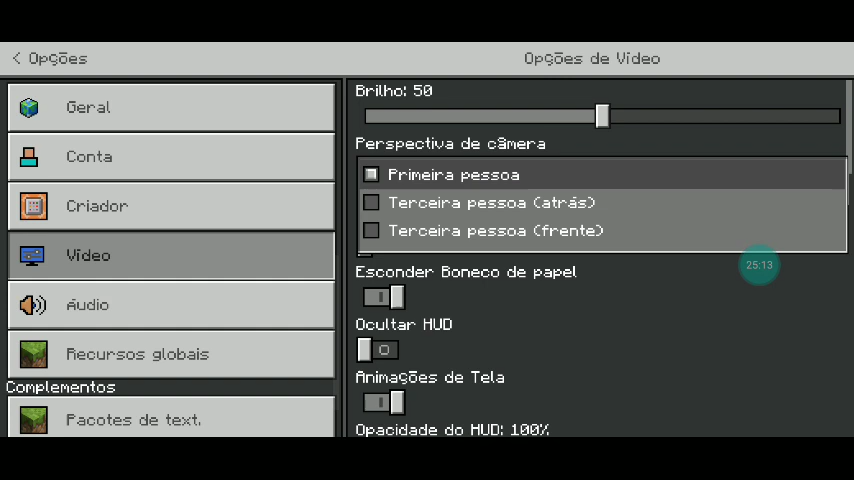 < Opções
Opções de Vídeo
Geral
Conta
Criador
Vídeo
Áudio
Recursos globais
Complementos
Pacotes de text.
Brilho: 50
Perspectiva de câmera
Primeira pessoa
Terceira pessoa (atrás)
Terceira pessoa (frente)
25:13
Esconder Boneco de papel
Ocultar HUD
Animações de Tela
Opacidade do HUD: 100%